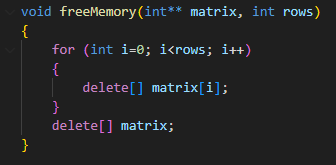 void freeMemory(int** matrix, int rows)
{
    for (int i=0; i<rows; i++)
    {
        delete[] matrix[i];
    }
    delete[] matrix;
}